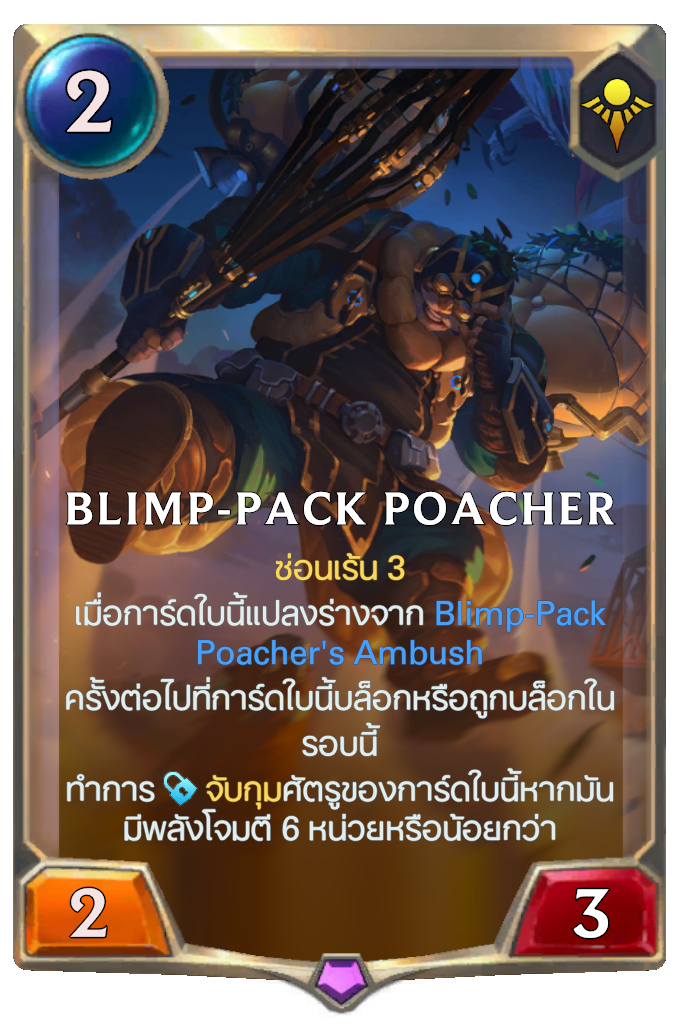 2
BLIMP-PACK POACHER
ซ่อนเร้น 3
เมื่อการ์ดใบนี้แปลงร่างจาก Blimp-Pack
Poacher's Ambush
ครั้งต่อไปที่การ์ดใบนี้บล็อกหรือถูกบล็อกใน
รอบนี้
ทำการ จับกุมศัตรูของการ์ดใบนี้หากมัน
มีพลังโจมตี 6 หน่วยหรือน้อยกว่า
2
3